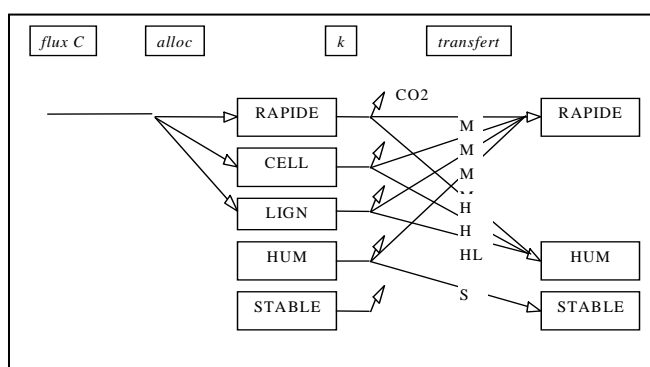 flux C alloc k transfert
CO2
RAPIDE RAPIDE
M
M
CELL
M
M
LIGN
H
H
HUM HL HUM
STABLE S STABLE